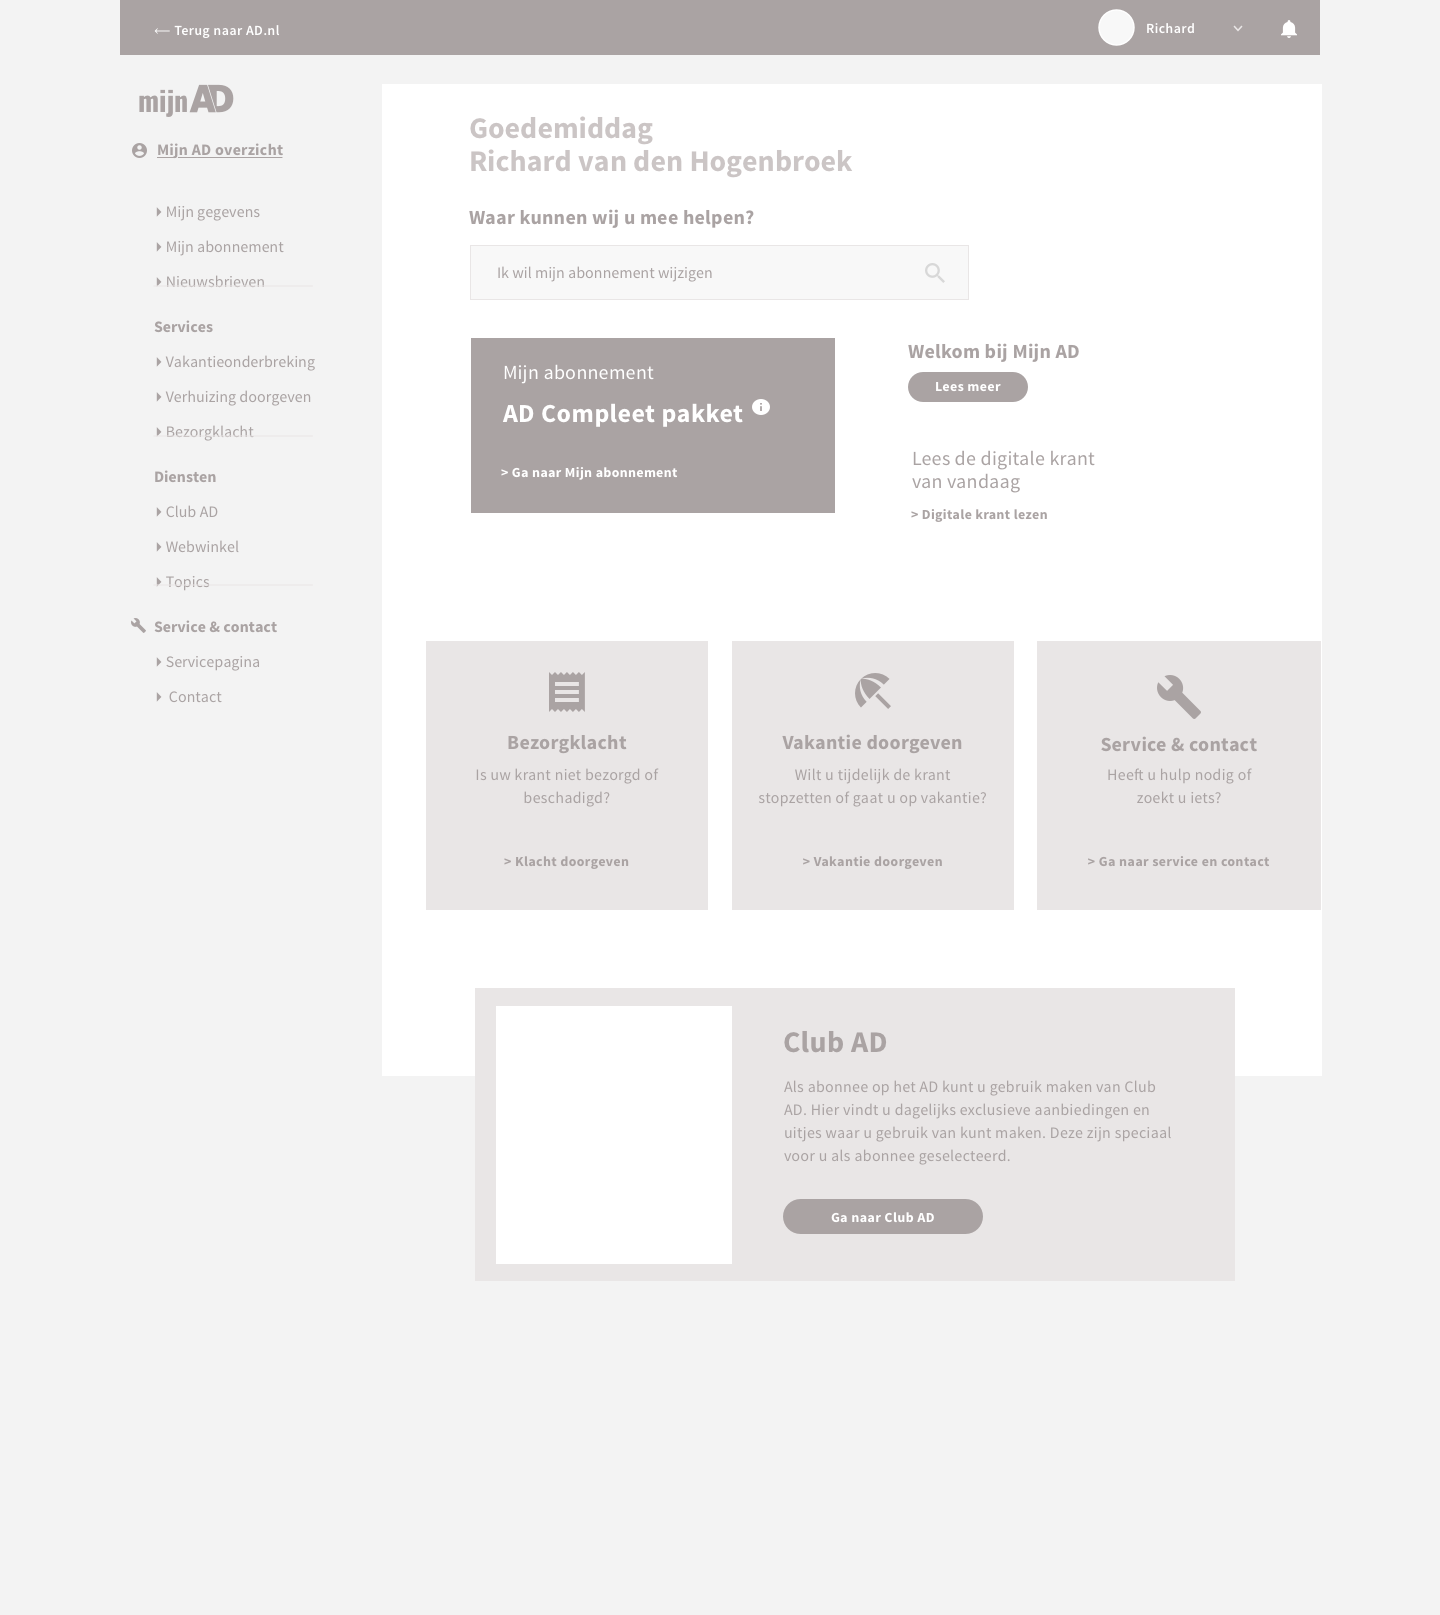 ← Terug naar AD.nl
Richard
mijn AD
Mijn AD overzicht
Mijn gegevens
Mijn abonnement
Nieuwsbrieven
Services
Vakantieonderbreking
Verhuizing doorgeven
Bezorgklacht
Diensten
Club AD
Webwinkel
Topics
Service & contact
Servicepagina
Contact
Goedemiddag
Richard van den Hogenbroek
Waar kunnen wij u mee helpen?
Ik wil mijn abonnement wijzigen
Mijn abonnement
AD Compleet pakket
> Ga naar Mijn abonnement
Welkom bij Mijn AD
Lees meer
Lees de digitale krant
van vandaag
> Digitale krant lezen
Bezorgklacht
Is uw krant niet bezorgd of
beschadigd?
> Klacht doorgeven
Vakantie doorgeven
Wilt u tijdelijk de krant
stopzetten of gaat u op vakantie?
> Vakantie doorgeven
Service & contact
Heeft u hulp nodig of
zoekt u iets?
> Ga naar service en contact
Club AD
Als abonnee op het AD kunt u gebruik maken van Club
AD. Hier vindt u dagelijks exclusieve aanbiedingen en
uitjes waar u gebruik van kunt maken. Deze zijn speciaal
voor u als abonnee geselecteerd.
Ga naar Club AD